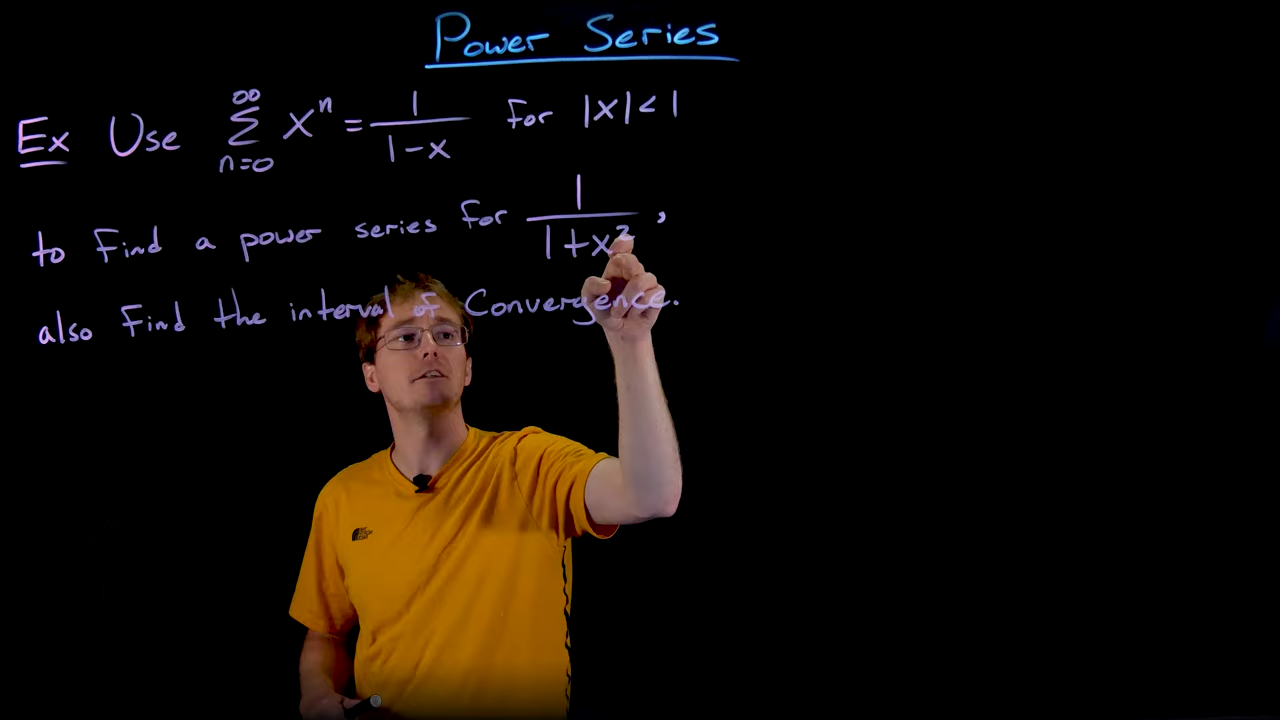 Power Series
Ex Use ∞ Σ n=0 xⁿ = 1/(1-x) for |x|<1
to find a power series for 1/(1+x²),
also find the interval of Convergence.